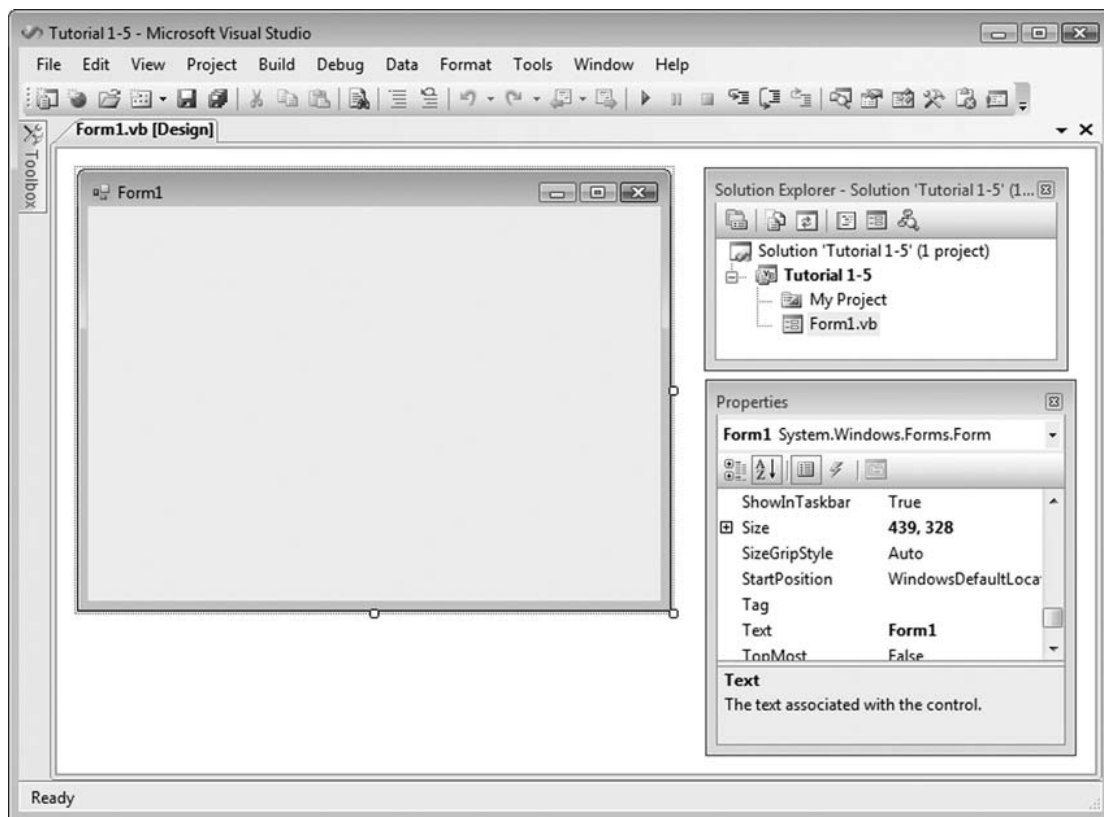 Tutorial 1-5 - Microsoft Visual Studio
File Edit View Project Build Debug Data Format Tools Window Help
Form1.vb [Design]
Toolbox
Form1
Solution Explorer - Solution 'Tutorial 1-5' (1...
Solution 'Tutorial 1-5' (1 project)
Tutorial 1-5
My Project
Form1.vb
Properties
Form1 System.Windows.Forms.Form
ShowInTaskbar True
Size 439, 328
SizeGripStyle Auto
StartPosition WindowsDefaultLoca
Tag
Text Form1
TopMost False
Text
The text associated with the control.
Ready